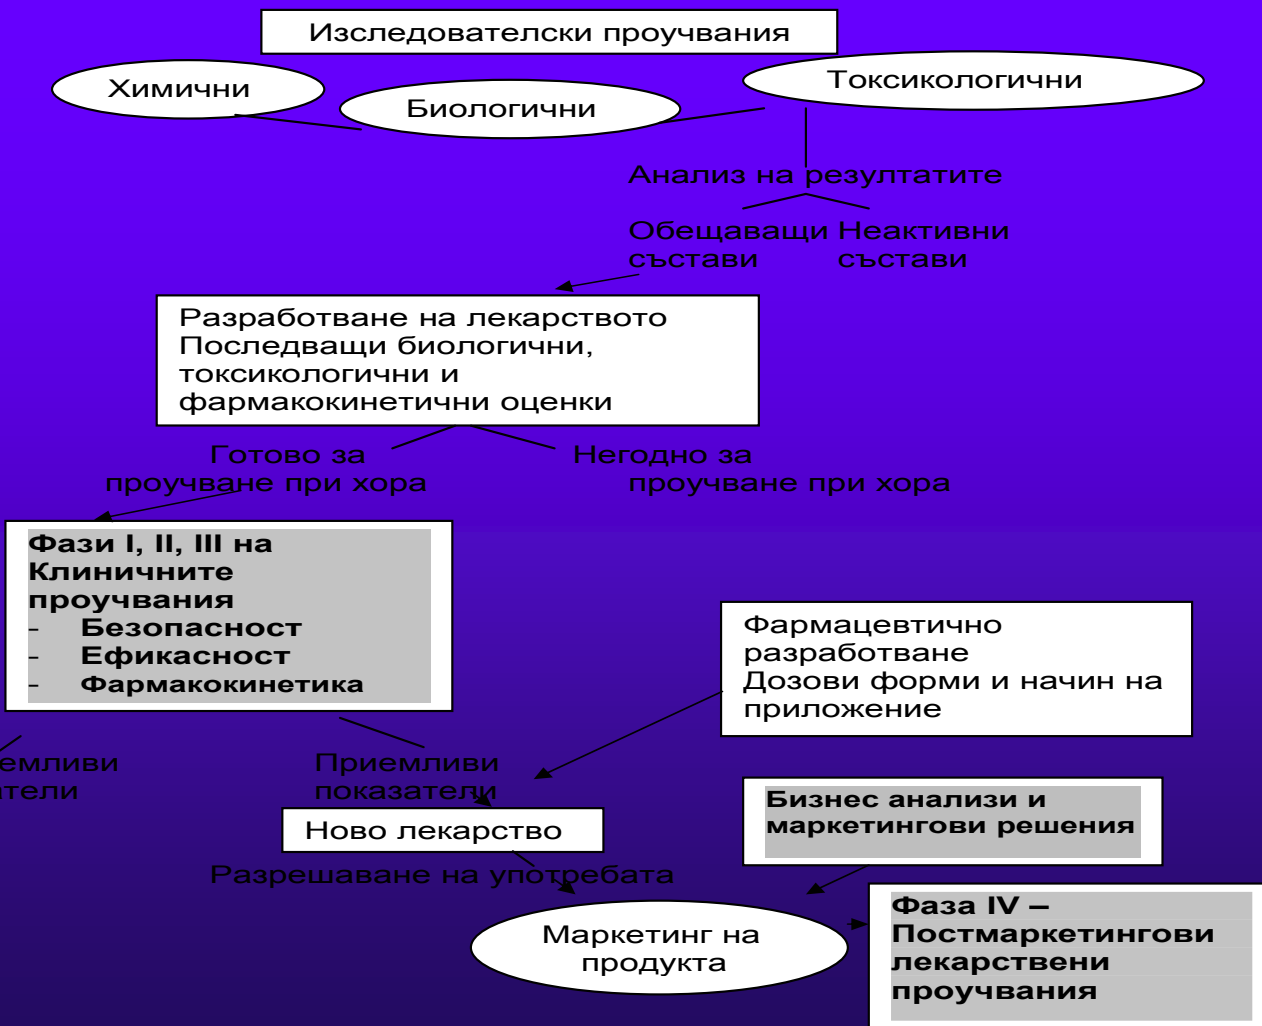 Изследователски проучвания
Химични
Биологични
Токсикологични
Анализ на резултатите
Обещаващи Неактивни
състави състави
Разработване на лекарството
Последващи биологични,
токсикологични и
фармакокинетични оценки
Готово за
проучване при хора
Негодно за
проучване при хора
Фази I, II, III на
Клиничните
проучвания
- Безопасност
- Ефикасност
- Фармакокинетика
Фармацевтично
разработване
Дозови форми и начин на
приложение
Приемливи
показатели
Ново лекарство
Бизнес анализи и
маркетингови решения
Разрешаване на употребата
Маркетинг на
продукта
Фаза IV –
Постмаркетингови
лекарствени
проучвания